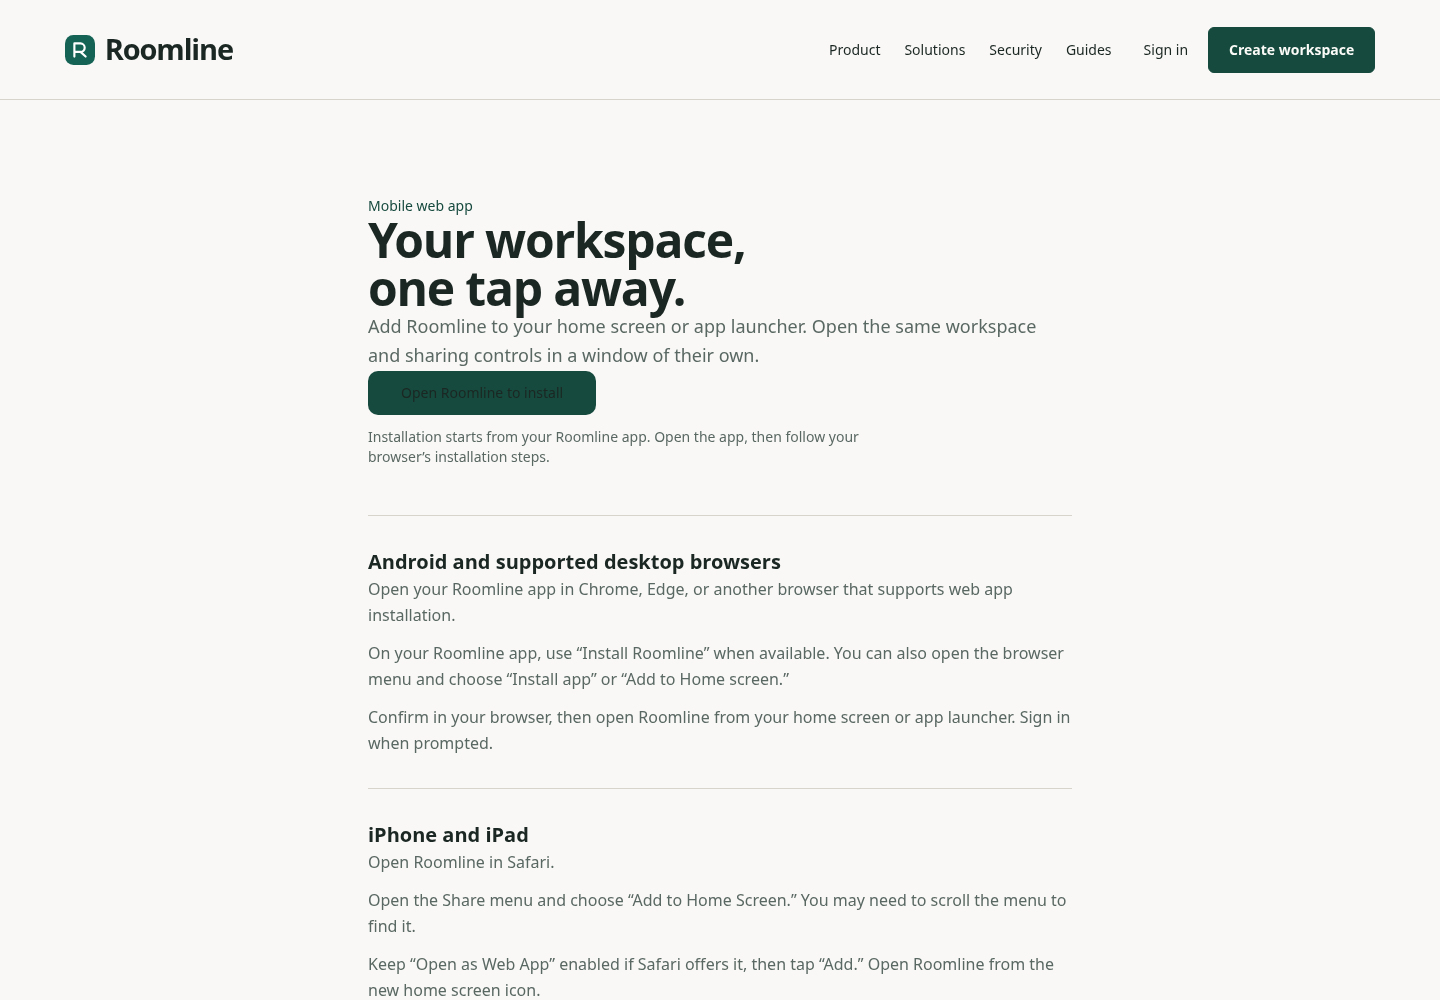 Roomline
Product
Solutions
Security
Guides
Sign in
Create workspace
Mobile web app
Your workspace,
one tap away.
Add Roomline to your home screen or app launcher. Open the same workspace
and sharing controls in a window of their own.
Open Roomline to install
Installation starts from your Roomline app. Open the app, then follow your
browser’s installation steps.
Android and supported desktop browsers
Open your Roomline app in Chrome, Edge, or another browser that supports web app
installation.
On your Roomline app, use “Install Roomline” when available. You can also open the browser
menu and choose “Install app” or “Add to Home screen.”
Confirm in your browser, then open Roomline from your home screen or app launcher. Sign in
when prompted.
iPhone and iPad
Open Roomline in Safari.
Open the Share menu and choose “Add to Home Screen.” You may need to scroll the menu to
find it.
Keep “Open as Web App” enabled if Safari offers it, then tap “Add.” Open Roomline from the
new home screen icon.